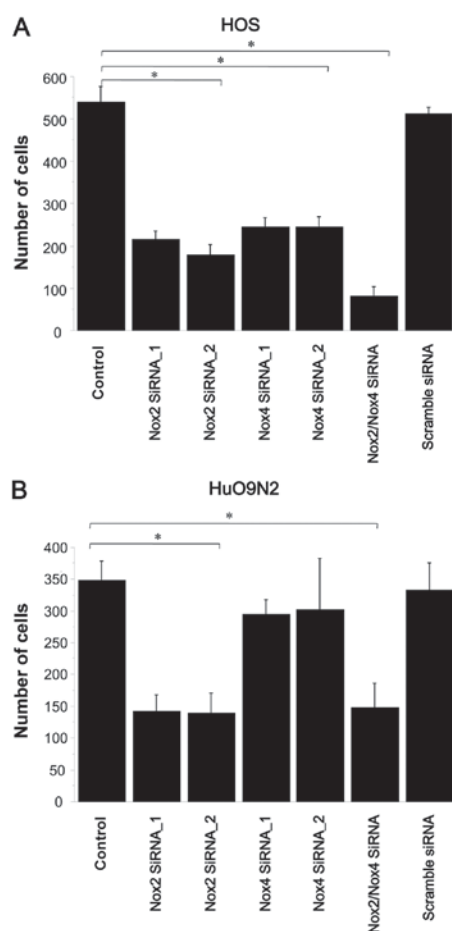 A
HOS
*
*
*
600
500
400
300
200
100
0
Number of cells
Control
Nox2 SiRNA_1
Nox2 SiRNA_2
Nox4 SiRNA_1
Nox4 SiRNA_2
Nox2/Nox4 SiRNA
Scramble siRNA
B
HuO9N2
*
*
400
350
300
250
200
150
100
50
0
Number of cells
Control
Nox2 SiRNA_1
Nox2 SiRNA_2
Nox4 SiRNA_1
Nox4 SiRNA_2
Nox2/Nox4 SiRNA
Scramble siRNA